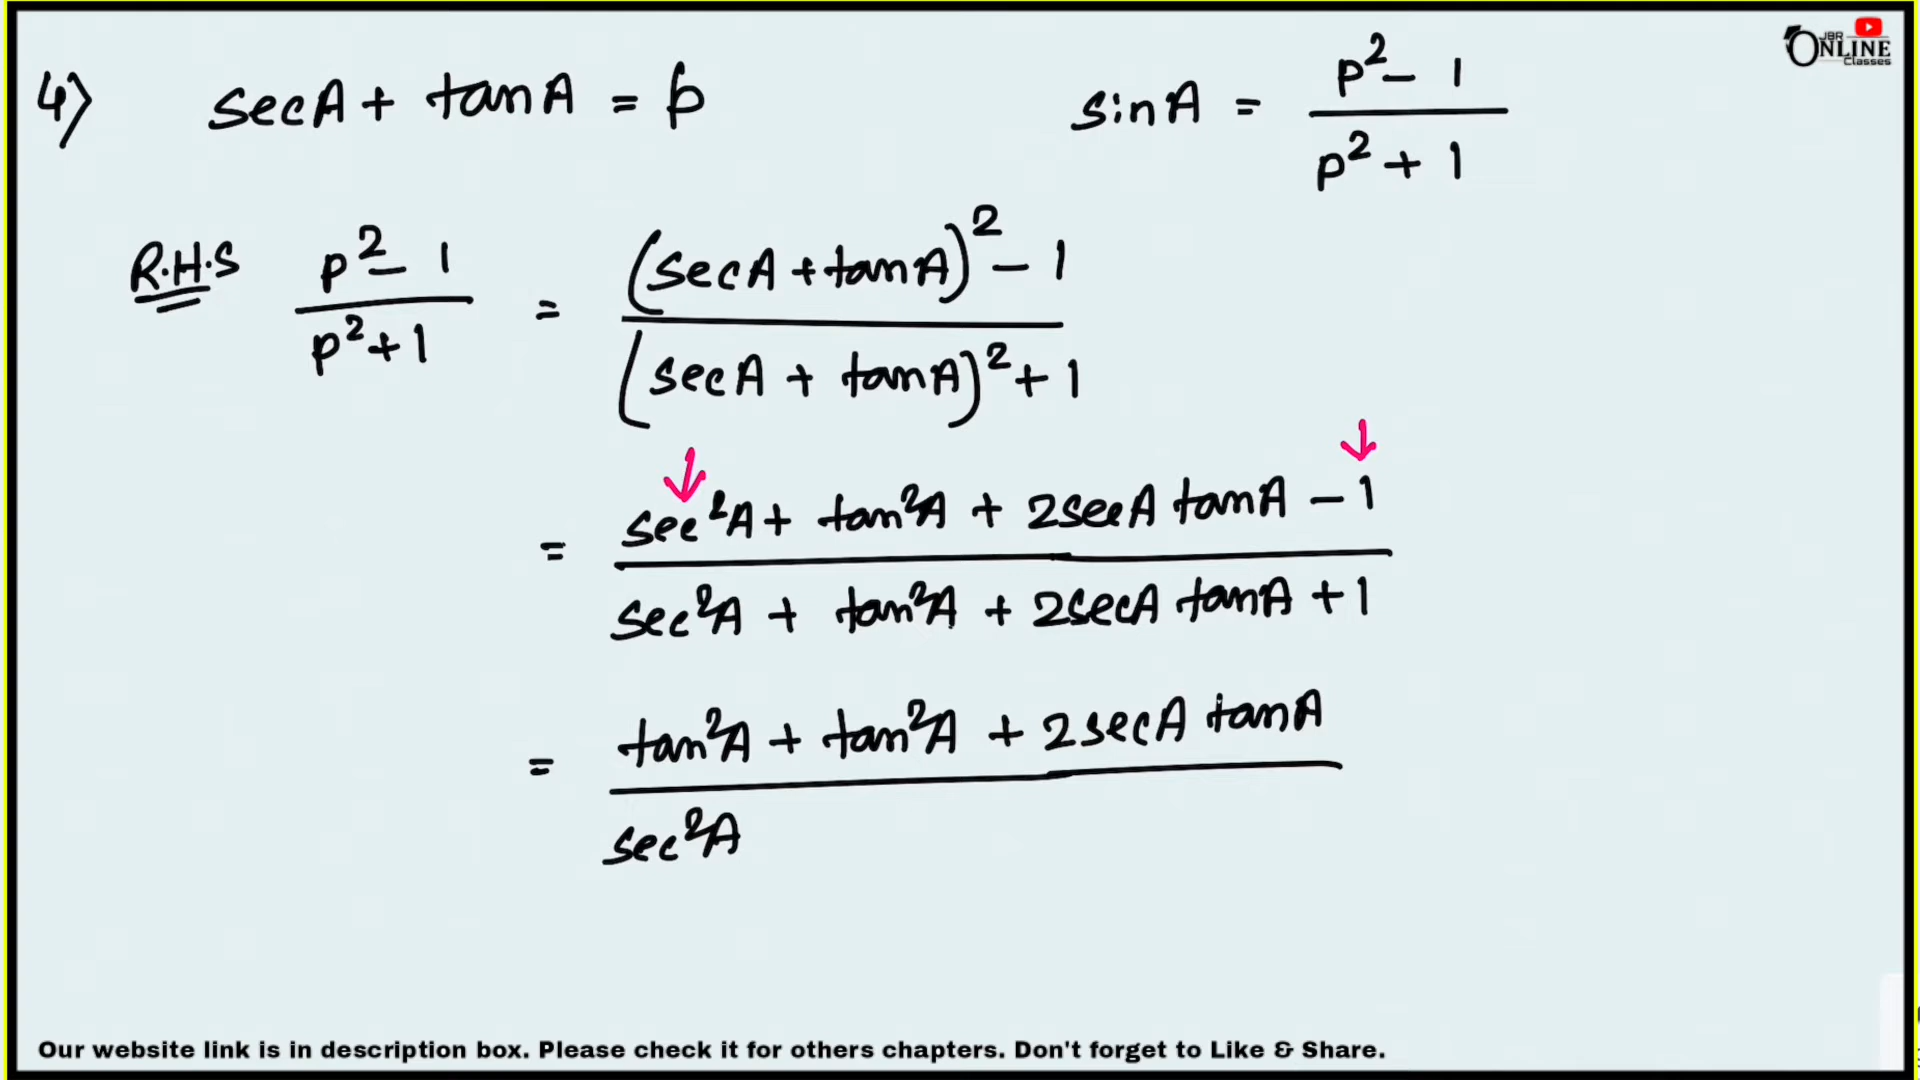 4) secA + tanA = p
sinA = p² - 1 / p² + 1
JBR
ONLINE
Classes
R.H.S p² - 1 / p² + 1 = (secA + tanA)² - 1 / (secA + tanA)² + 1
= sec²A + tan²A + 2secA tanA - 1 / sec²A + tan²A + 2secA tanA + 1
= tan²A + tan²A + 2secA tanA / sec²A
Our website link is in description box. Please check it for others chapters. Don't forget to Like & Share.